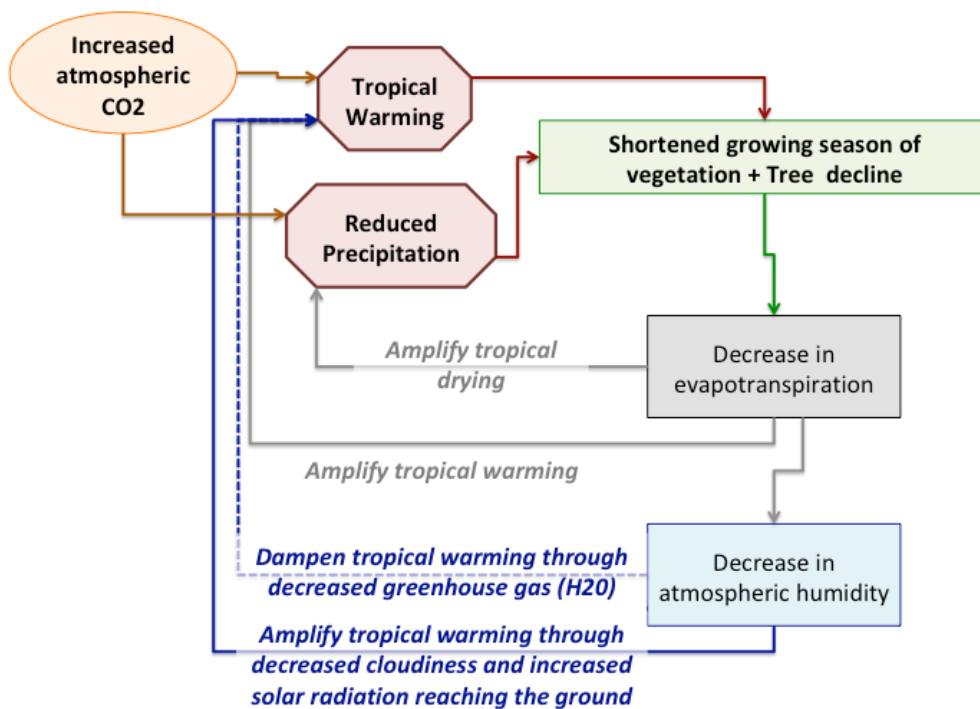 Increased
atmospheric
CO2
Tropical
Warming
Shortened growing season of
vegetation + Tree decline
Reduced
Precipitation
Amplify tropical
drying
Decrease in
evapotranspiration
Amplify tropical warming
Dampen tropical warming through
decreased greenhouse gas (H20)
Decrease in
atmospheric humidity
Amplify tropical warming through
decreased cloudiness and increased
solar radiation reaching the ground